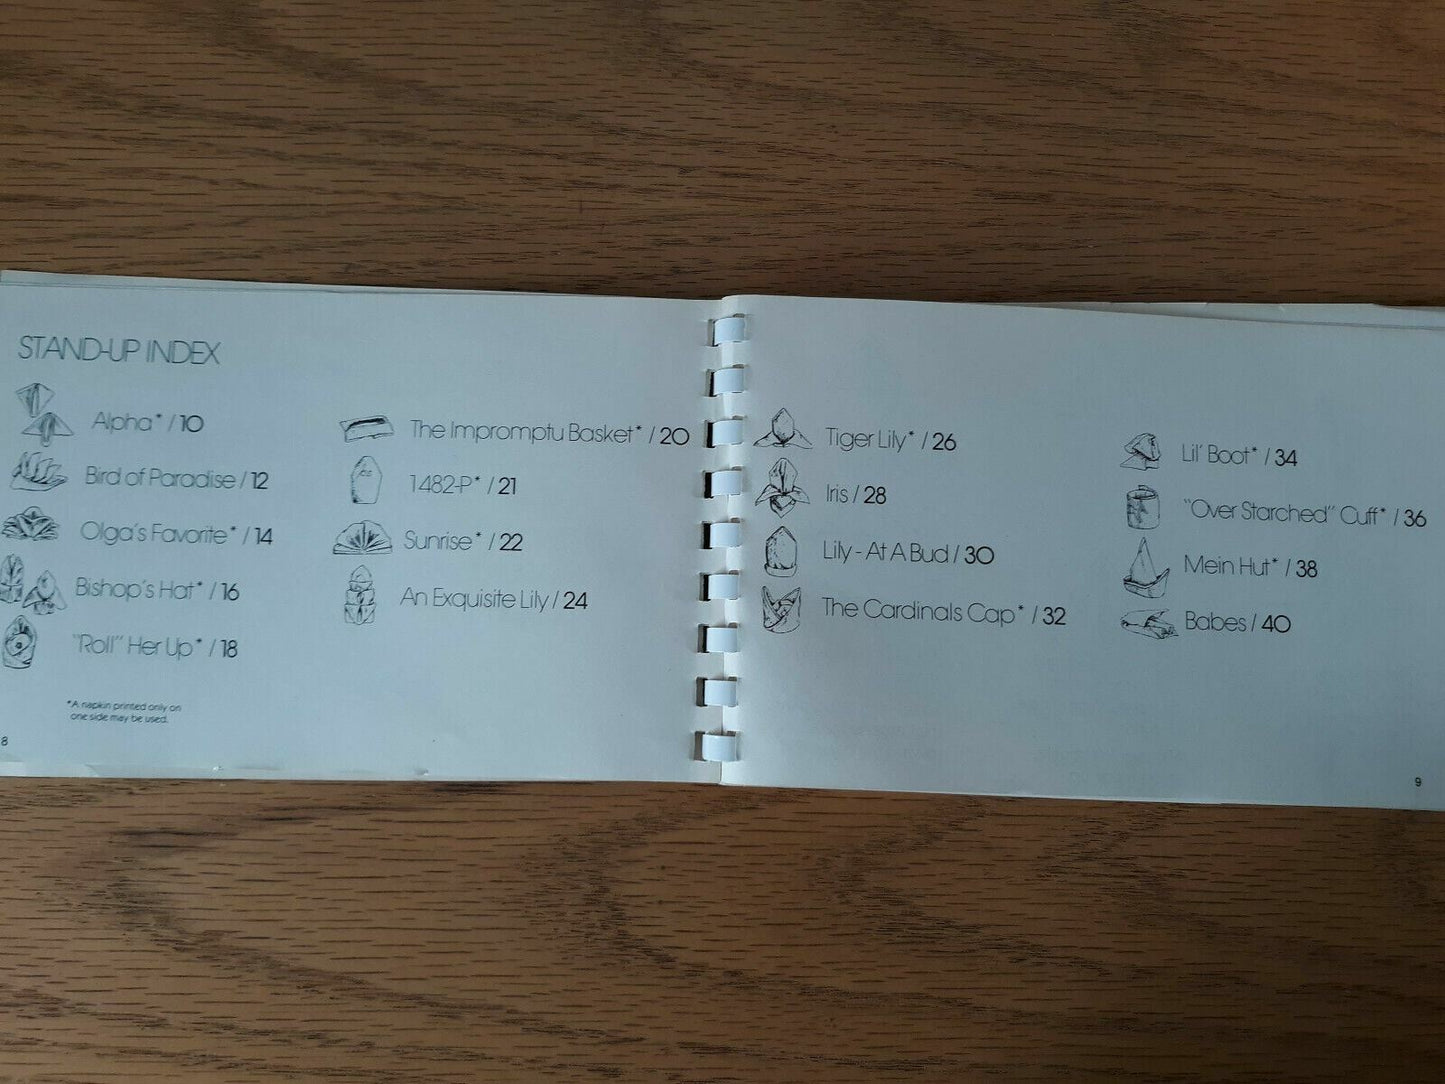 STAND-UP INDEX
Alpha* / 10
Bird of Paradise / 12
Olga's Favorite* / 14
Bishop's Hat* / 16
"Roll" Her Up* / 18
*A napkin printed only on
one side may be used.
8
The Impromptu Basket* / 20
1482-P* / 21
Sunrise* / 22
An Exquisite Lily / 24
Tiger Lily* / 26
Iris / 28
Lily - At A Bud / 30
The Cardinals Cap* / 32
Lil' Boot* / 34
"Over Starched" Cuff* / 36
Mein Hut* / 38
Babes / 40
9